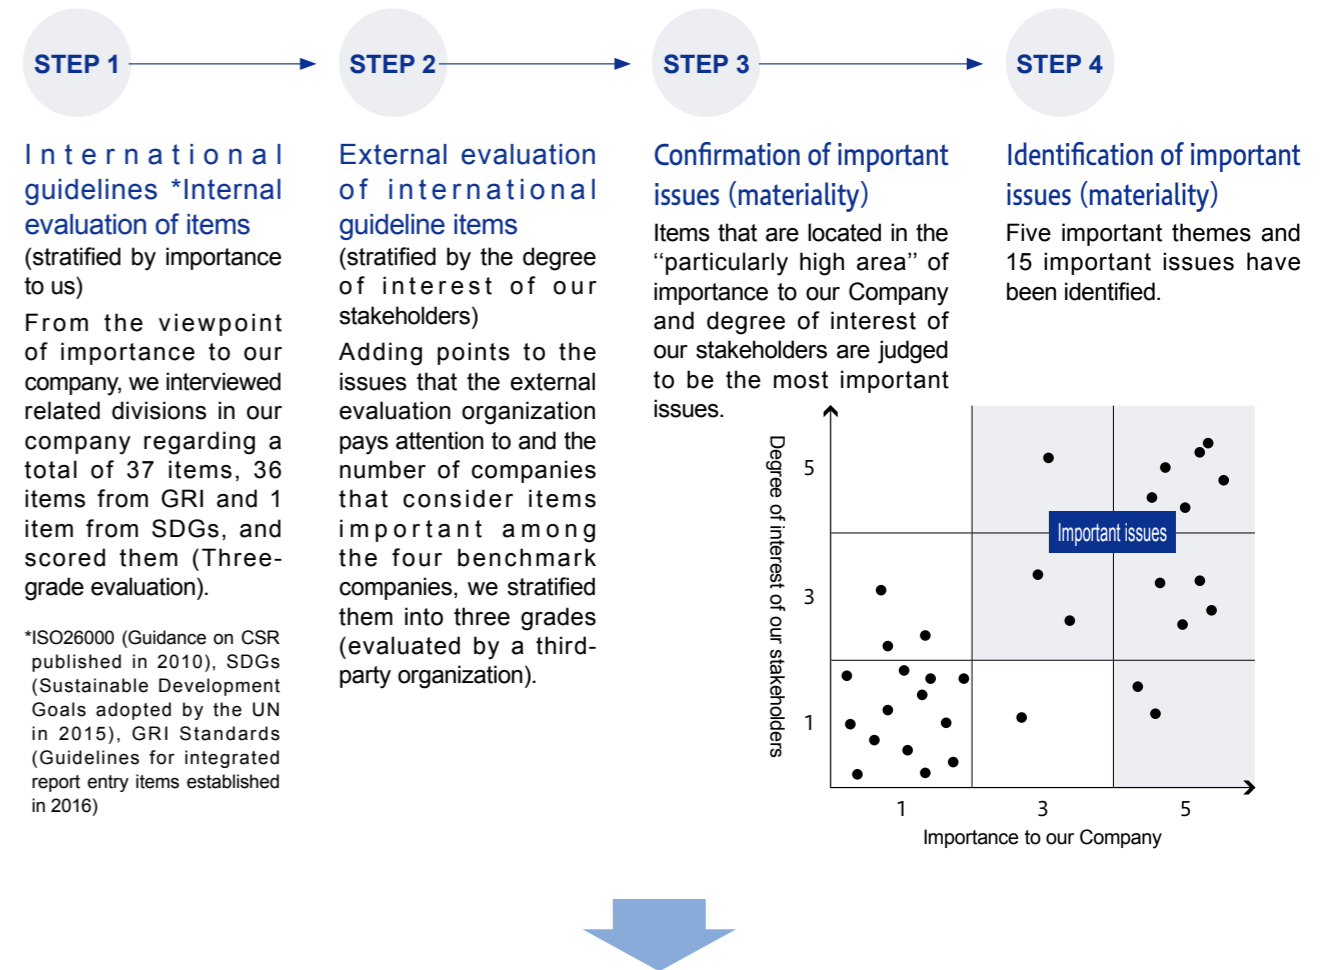 STEP 1
International
guidelines *Internal
evaluation of items
(stratified by importance
to us)
From the viewpoint
of importance to our
company, we interviewed
related divisions in our
company regarding a
total of 37 items, 36
items from GRI and 1
item from SDGs, and
scored them (Three-
grade evaluation).
*ISO26000 (Guidance on CSR
published in 2010), SDGs
(Sustainable Development
Goals adopted by the UN
in 2015), GRI Standards
(Guidelines for integrated
report entry items established
in 2016)
STEP 2
External evaluation
of international
guideline items
(stratified by the degree
of interest of our
stakeholders)
Adding points to the
issues that the external
evaluation organization
pays attention to and the
number of companies
that consider items
important among
the four benchmark
companies, we stratified
them into three grades
(evaluated by a third-
party organization).
STEP 3
Confirmation of important
issues (materiality)
Items that are located in the
‘‘particularly high area’’ of
importance to our Company
and degree of interest of
our stakeholders are judged
to be the most important
issues.
STEP 4
Identification of important
issues (materiality)
Five important themes and
15 important issues have
been identified.
Degree of interest of our stakeholders
5
3
1
Important issues
1 3 5
Importance to our Company